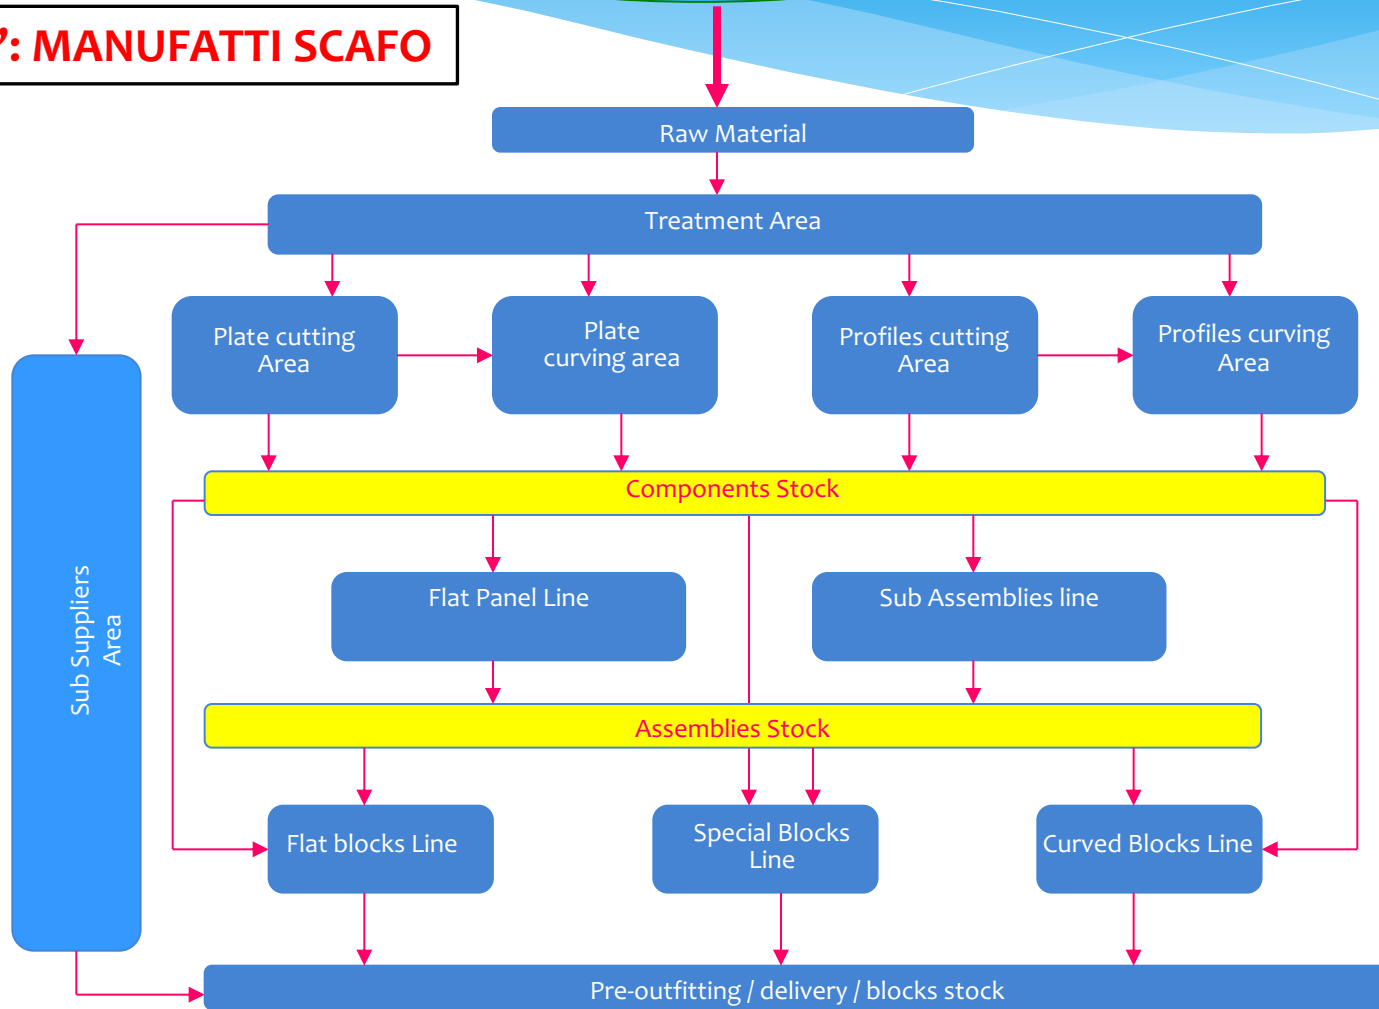 ’: MANUFATTI SCAFO
Raw Material
Treatment Area
Plate cutting
Area
Plate
curving area
Profiles cutting
Area
Profiles curving
Area
Components Stock
Flat Panel Line
Sub Assemblies line
Sub Suppliers
Area
Assemblies Stock
Flat blocks Line
Special Blocks
Line
Curved Blocks Line
Pre-outfitting / delivery / blocks stock